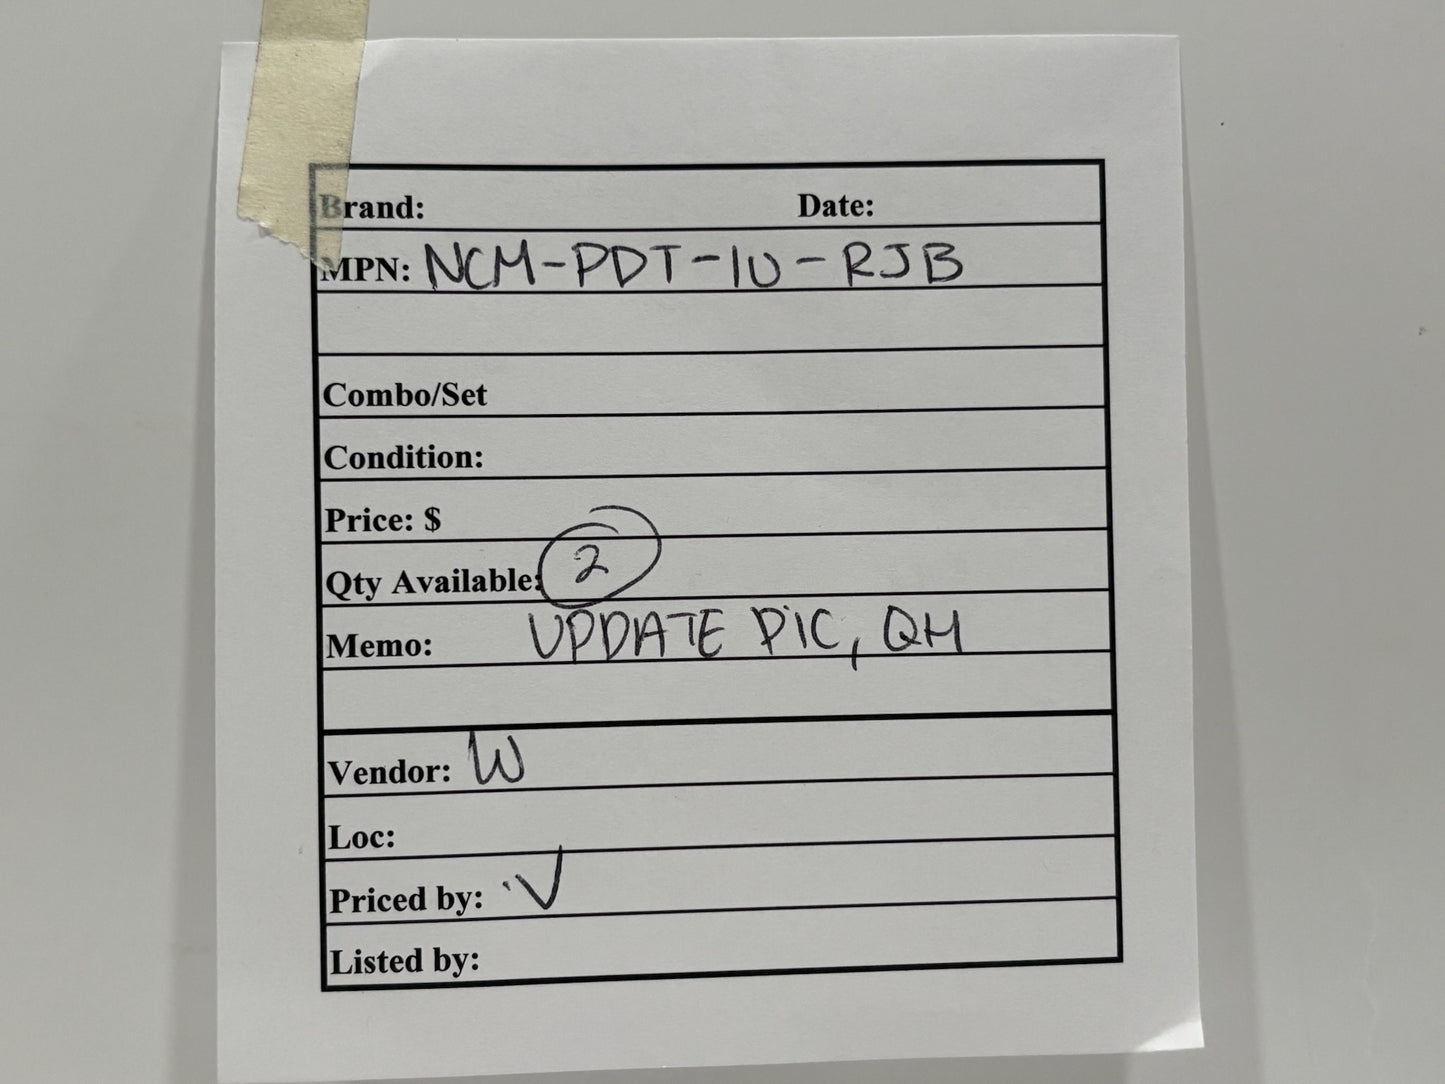 Brand: Date:
MPN: NCM-PDT-1U-RJB
Combo/Set
Condition:
Price: $
Qty Available: 2
Memo: UPDATE PIC, QH
Vendor: W
Loc:
Priced by: V
Listed by: